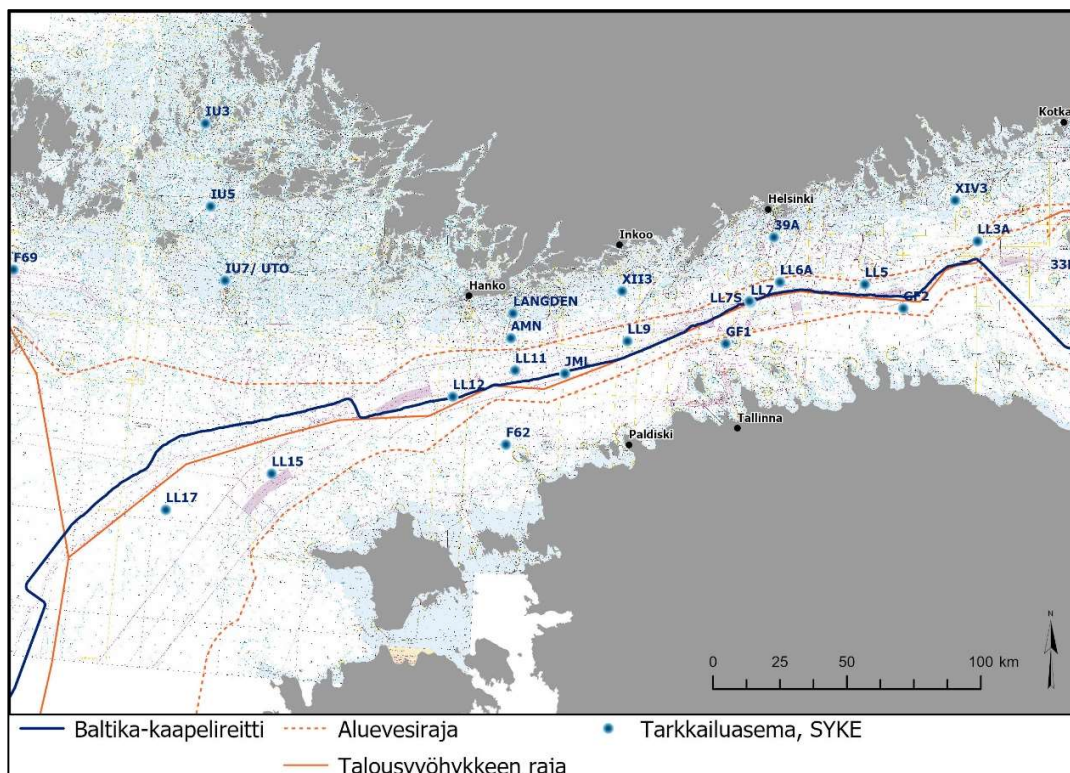 Kotka
IU3
XIV3
IU5
Helsinki
39A
LL3A
Inkoo
F69
IU7/ UTO
33
XII3
LL6A
LL5
Hanko
LL7
LL7S
GF2
LANGDEN
AMN
LL9
GF1
LL11
JML
LL12
Tallinna
F62
Paldiski
LL15
LL17
N
0 25 50 100 km
Baltika-kaapelireitti
Aluevesiraja
Tarkkailuasema, SYKE
Talousvyöhykkeen raja